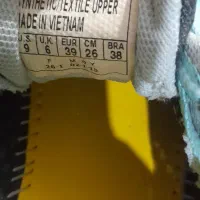 SYNTHETIC/TEXTILE UPPER
MADE IN VIETNAM
U.S U.K EUR CM BRA
9 6 39 26 38